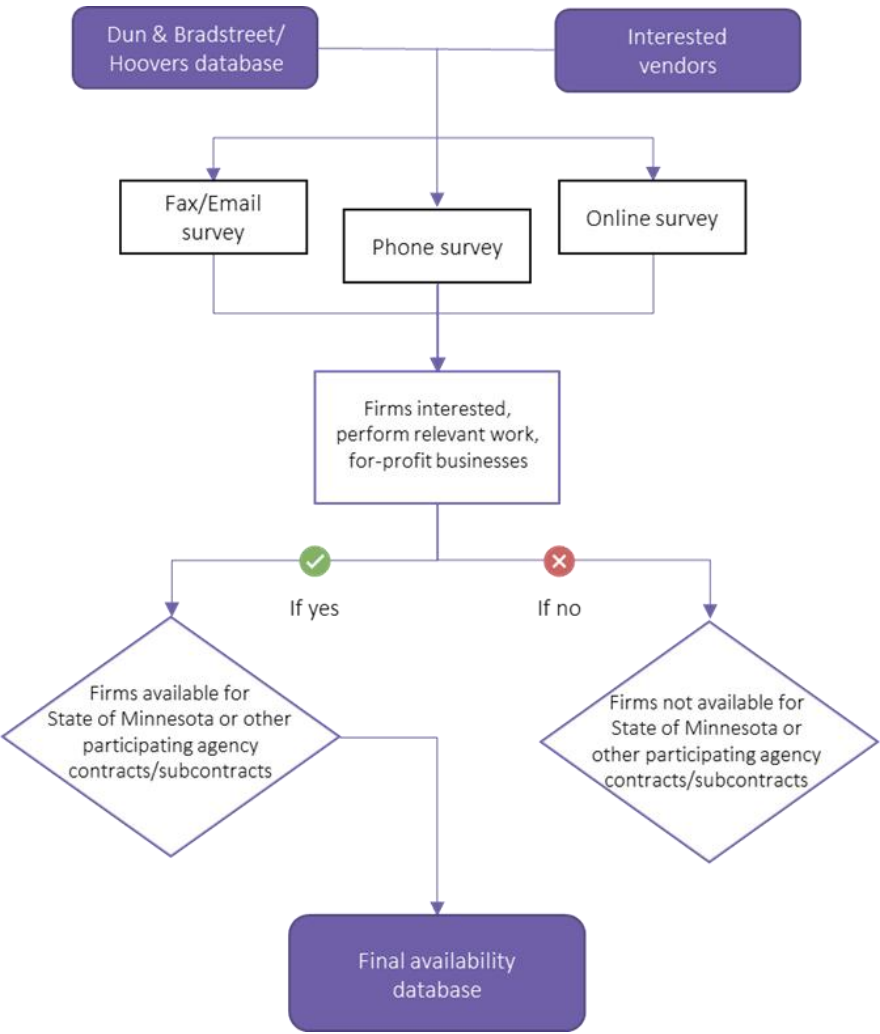 Dun & Bradstreet/
Hoovers database
Interested
vendors
Fax/Email
survey
Phone survey
Online survey
Firms interested,
perform relevant work,
for-profit businesses
If yes
If no
Firms available for
State of Minnesota or other
participating agency
contracts/subcontracts
Firms not available for
State of Minnesota or
other participating agency
contracts/subcontracts
Final availability
database